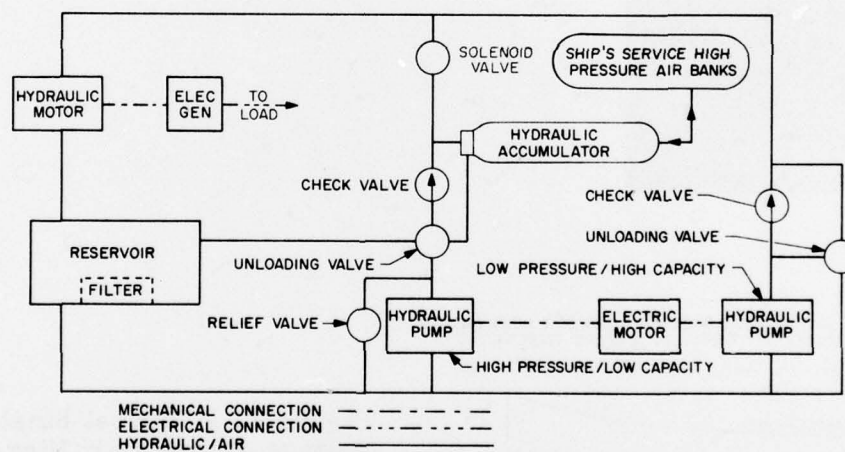 SOLENOID
VALVE
SHIP'S SERVICE HIGH
PRESSURE AIR BANKS
HYDRAULIC
MOTOR
ELEC
GEN
TO
LOAD
HYDRAULIC
ACCUMULATOR
CHECK VALVE
CHECK VALVE
RESERVOIR
FILTER
UNLOADING VALVE
UNLOADING VALVE
LOW PRESSURE/HIGH CAPACITY
RELIEF VALVE
HYDRAULIC
PUMP
ELECTRIC
MOTOR
HYDRAULIC
PUMP
HIGH PRESSURE/LOW CAPACITY
MECHANICAL CONNECTION
ELECTRICAL CONNECTION
HYDRAULIC/AIR